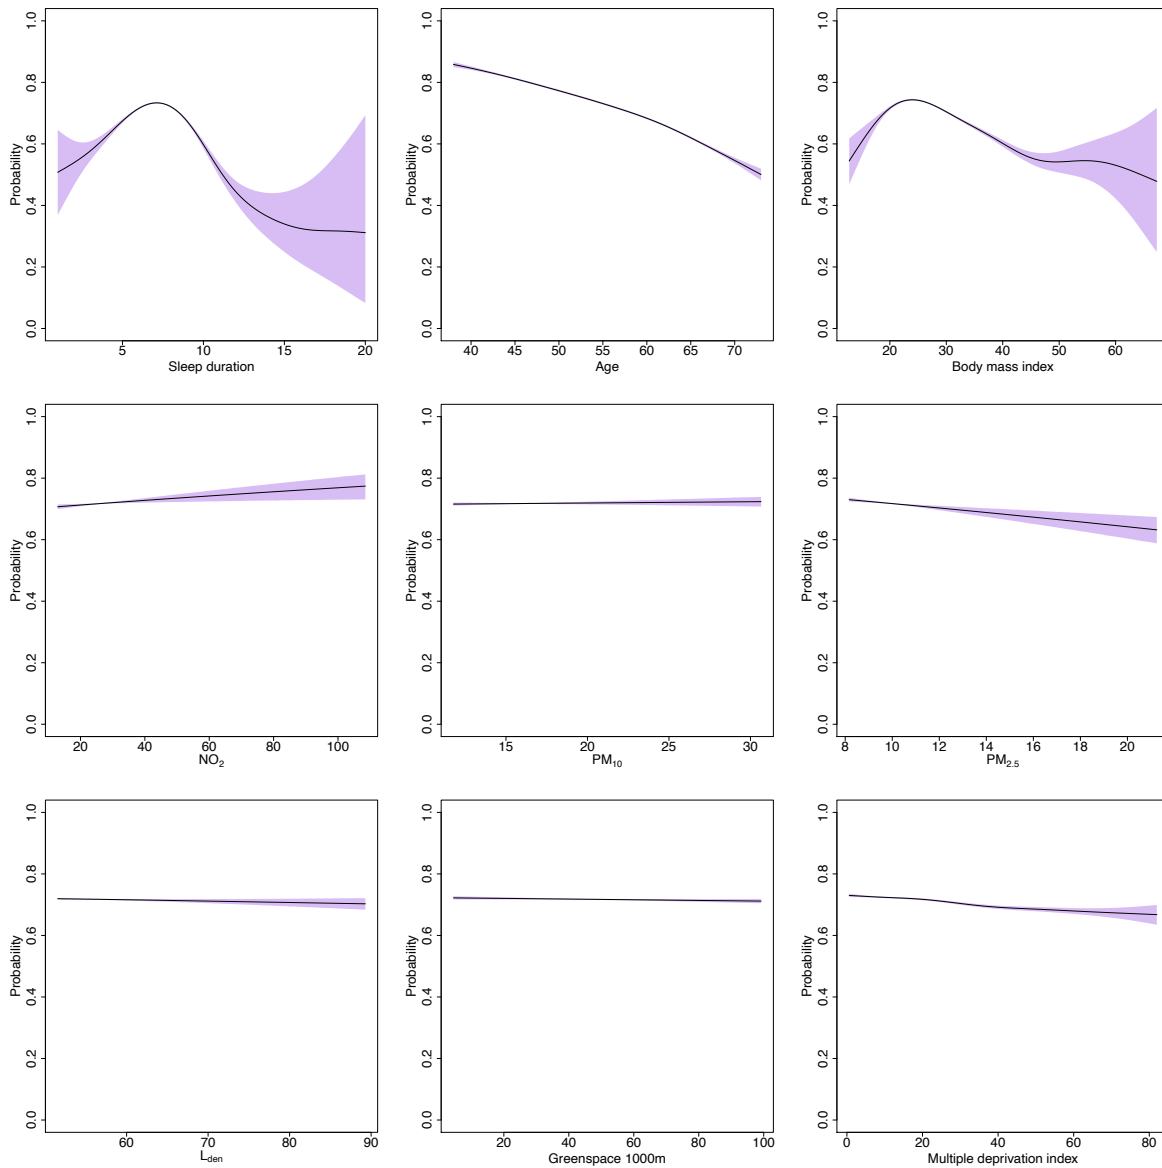 1.0
0.8
0.6
0.4
0.2
0.0
Probability
5 10 15 20
Sleep duration
1.0
0.8
0.6
0.4
0.2
0.0
Probability
40 45 50 55 60 65 70
Age
1.0
0.8
0.6
0.4
0.2
0.0
Probability
20 30 40 50 60
Body mass index
1.0
0.8
0.6
0.4
0.2
0.0
Probability
20 40 60 80 100
NO₂
1.0
0.8
0.6
0.4
0.2
0.0
Probability
15 20 25 30
PM₁₀
1.0
0.8
0.6
0.4
0.2
0.0
Probability
8 10 12 14 16 18 20
PM₂.₅
1.0
0.8
0.6
0.4
0.2
0.0
Probability
60 70 80 90
Lden
1.0
0.8
0.6
0.4
0.2
0.0
Probability
20 40 60 80 100
Greenspace 1000m
1.0
0.8
0.6
0.4
0.2
0.0
Probability
0 20 40 60 80
Multiple deprivation index